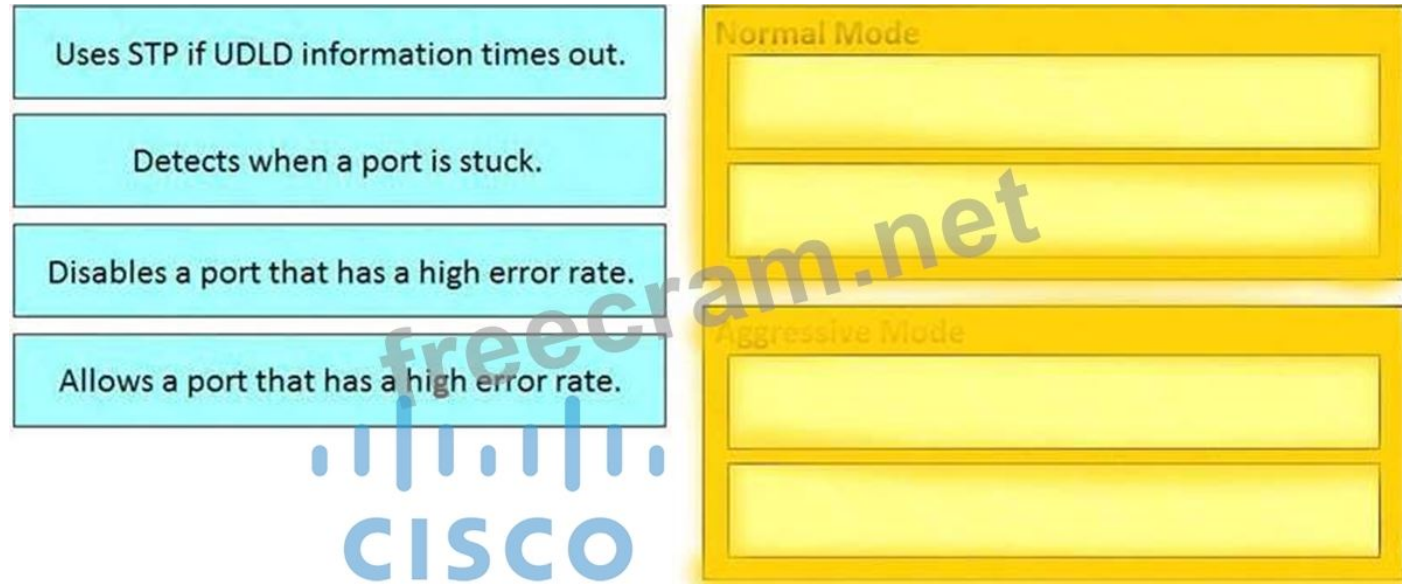 Uses STP if UDLD information times out.
Detects when a port is stuck.
Disables a port that has a high error rate.
Allows a port that has a high error rate.
Normal Mode
Aggressive Mode
freecram.net
CISCO